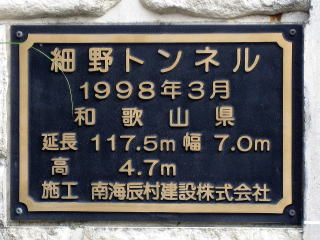 細野トンネル
1998年3月
和歌山県
延長 117.5m 幅 7.0m
高 4.7m
施工 南海辰村建設株式会社